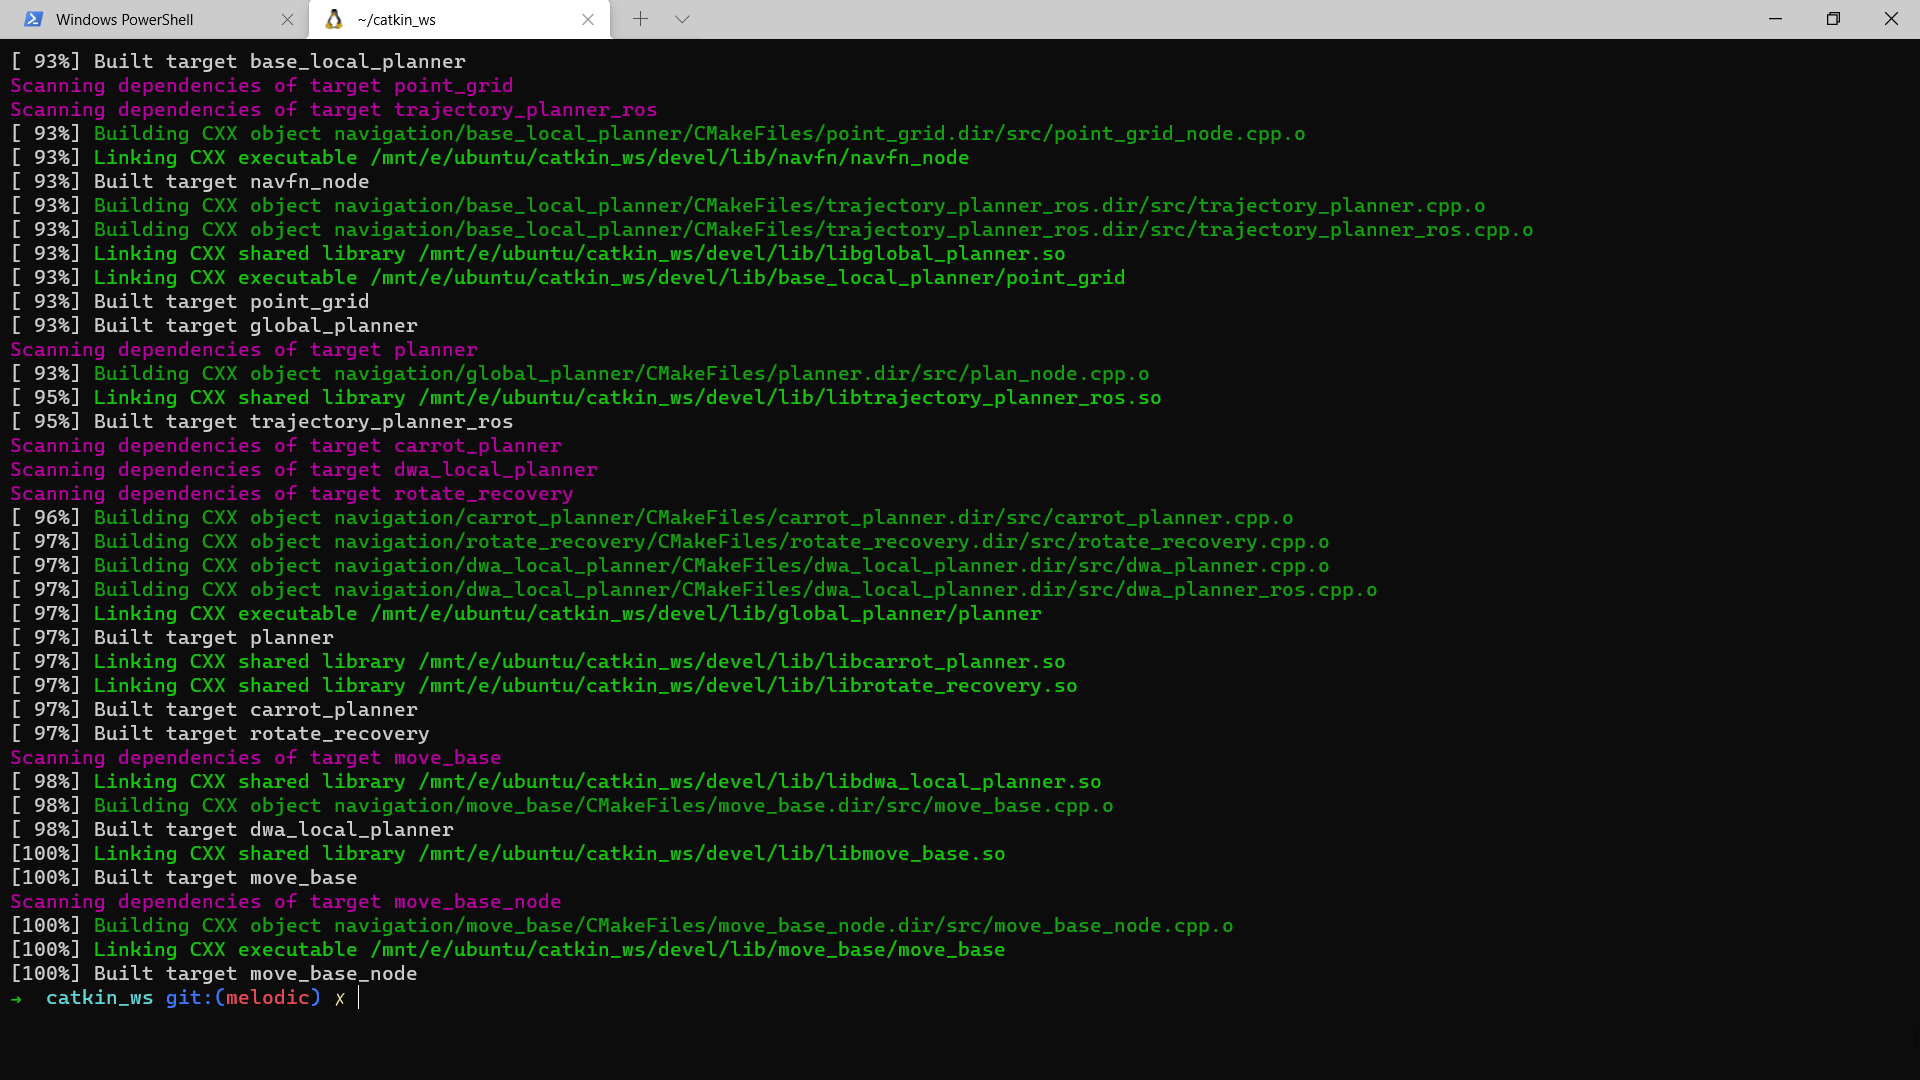 Windows PowerShell
~/catkin_ws
[ 93%] Built target base_local_planner
Scanning dependencies of target point_grid
Scanning dependencies of target trajectory_planner_ros
[ 93%] Building CXX object navigation/base_local_planner/CMakeFiles/point_grid.dir/src/point_grid_node.cpp.o
[ 93%] Linking CXX executable /mnt/e/ubuntu/catkin_ws/devel/lib/navfn/navfn_node
[ 93%] Built target navfn_node
[ 93%] Building CXX object navigation/base_local_planner/CMakeFiles/trajectory_planner_ros.dir/src/trajectory_planner.cpp.o
[ 93%] Building CXX object navigation/base_local_planner/CMakeFiles/trajectory_planner_ros.dir/src/trajectory_planner_ros.cpp.o
[ 93%] Linking CXX shared library /mnt/e/ubuntu/catkin_ws/devel/lib/libglobal_planner.so
[ 93%] Linking CXX executable /mnt/e/ubuntu/catkin_ws/devel/lib/base_local_planner/point_grid
[ 93%] Built target point_grid
[ 93%] Built target global_planner
Scanning dependencies of target planner
[ 93%] Building CXX object navigation/global_planner/CMakeFiles/planner.dir/src/plan_node.cpp.o
[ 95%] Linking CXX shared library /mnt/e/ubuntu/catkin_ws/devel/lib/libtrajectory_planner_ros.so
[ 95%] Built target trajectory_planner_ros
Scanning dependencies of target carrot_planner
Scanning dependencies of target dwa_local_planner
Scanning dependencies of target rotate_recovery
[ 96%] Building CXX object navigation/carrot_planner/CMakeFiles/carrot_planner.dir/src/carrot_planner.cpp.o
[ 97%] Building CXX object navigation/rotate_recovery/CMakeFiles/rotate_recovery.dir/src/rotate_recovery.cpp.o
[ 97%] Building CXX object navigation/dwa_local_planner/CMakeFiles/dwa_local_planner.dir/src/dwa_planner.cpp.o
[ 97%] Building CXX object navigation/dwa_local_planner/CMakeFiles/dwa_local_planner.dir/src/dwa_planner_ros.cpp.o
[ 97%] Linking CXX executable /mnt/e/ubuntu/catkin_ws/devel/lib/global_planner/planner
[ 97%] Built target planner
[ 97%] Linking CXX shared library /mnt/e/ubuntu/catkin_ws/devel/lib/libcarrot_planner.so
[ 97%] Linking CXX shared library /mnt/e/ubuntu/catkin_ws/devel/lib/librotate_recovery.so
[ 97%] Built target carrot_planner
[ 97%] Built target rotate_recovery
Scanning dependencies of target move_base
[ 98%] Linking CXX shared library /mnt/e/ubuntu/catkin_ws/devel/lib/libdwa_local_planner.so
[ 98%] Building CXX object navigation/move_base/CMakeFiles/move_base.dir/src/move_base.cpp.o
[ 98%] Built target dwa_local_planner
[100%] Linking CXX shared library /mnt/e/ubuntu/catkin_ws/devel/lib/libmove_base.so
[100%] Built target move_base
Scanning dependencies of target move_base_node
[100%] Building CXX object navigation/move_base/CMakeFiles/move_base_node.dir/src/move_base_node.cpp.o
[100%] Linking CXX executable /mnt/e/ubuntu/catkin_ws/devel/lib/move_base/move_base
[100%] Built target move_base_node
→ catkin_ws git:(melodic) ✗